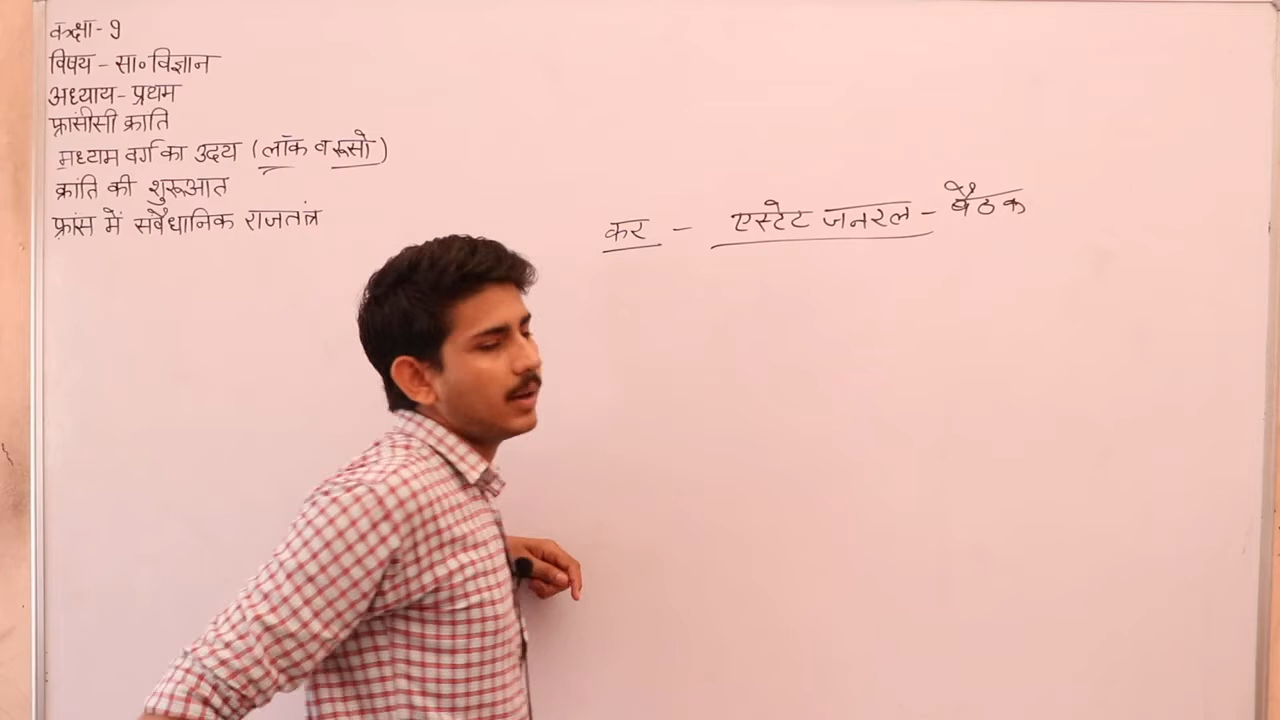 कक्षा - 9
विषय - सा० विज्ञान
अध्याय - प्रथम
फ्रांसीसी क्राति
मध्यम वर्ग का उदय (लॉक व रूसो)
क्रांति की शुरूआत
फ्रांस में संवैधानिक राजतंत्र
कर - एस्टेट जनरल - बैठक